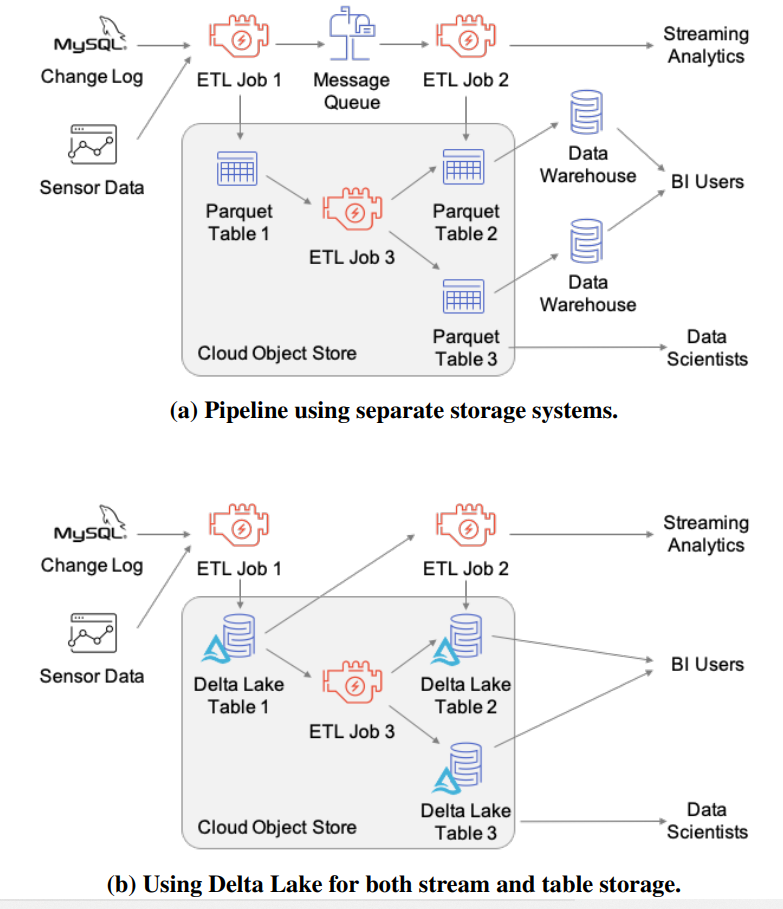 MySQL.
Change Log
ETL Job 1
Message
Queue
ETL Job 2
Streaming
Analytics
Sensor Data
Parquet
Table 1
ETL Job 3
Parquet
Table 2
Data
Warehouse
BI Users
Data
Warehouse
Parquet
Table 3
Cloud Object Store
Data
Scientists
(a) Pipeline using separate storage systems.
MySQL.
Change Log
ETL Job 1
ETL Job 2
Streaming
Analytics
Sensor Data
Delta Lake
Table 1
ETL Job 3
Delta Lake
Table 2
BI Users
Delta Lake
Table 3
Cloud Object Store
Data
Scientists
(b) Using Delta Lake for both stream and table storage.